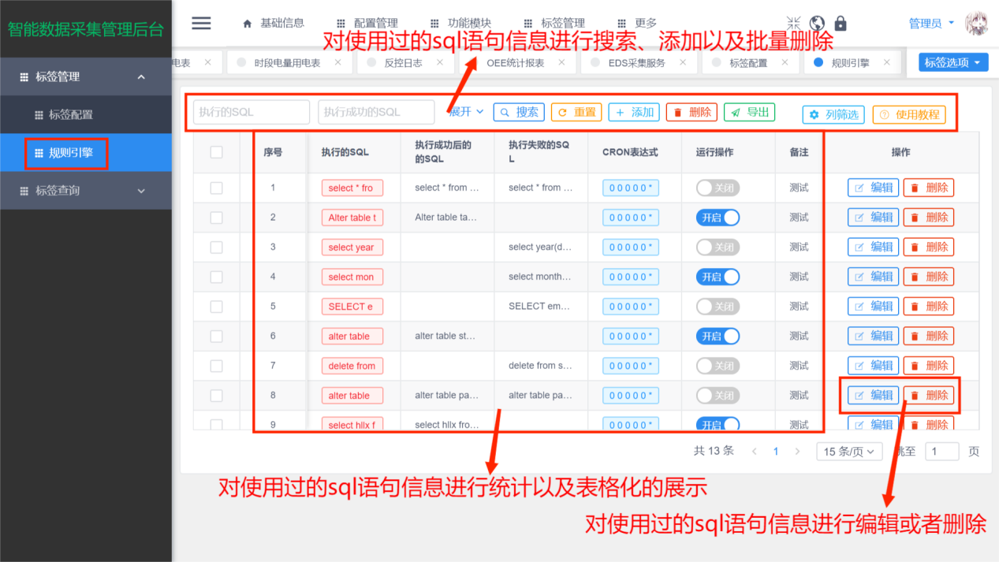 智能数据采集管理后台
基础信息 配置管理 功能模块 标签管理 更多
管理员
对使用过的sql语句信息进行搜索、添加以及批量删除
电表 时段电量用电表 反控日志 OEE统计报表 EDS采集服务 标签配置 规则引擎 标签选项
标签管理
标签配置
规则引擎
标签查询
执行的SQL 执行成功的SQL 展开 搜索 重置 添加 删除 导出 列筛选 使用教程
序号 执行的SQL 执行成功后的的SQL 执行失败的SQL CRON表达式 运行操作 备注 操作
1 select * fro select * from ... select * from ... 0 0 0 0 0 * 关闭 测试 编辑 删除
2 Alter table t Alter table ta... 0 0 0 0 0 * 开启 测试 编辑 删除
3 select year select year(d... 0 0 0 0 0 * 关闭 测试 编辑 删除
4 select mon select month... 0 0 0 0 0 * 开启 测试 编辑 删除
5 SELECT e SELECT em... 0 0 0 0 0 * 关闭 测试 编辑 删除
6 alter table alter table st... 0 0 0 0 0 * 开启 测试 编辑 删除
7 delete from delete from s... 0 0 0 0 0 * 关闭 测试 编辑 删除
8 alter table alter table pa... alter table pa... 0 0 0 0 0 * 关闭 测试 编辑 删除
9 select hllx f select hllx fro... 0 0 0 0 0 * 开启 测试 编辑 删除
共 13 条 1 15 条/页 跳至 1 页
对使用过的sql语句信息进行统计以及表格化的展示
对使用过的sql语句信息进行编辑或者删除